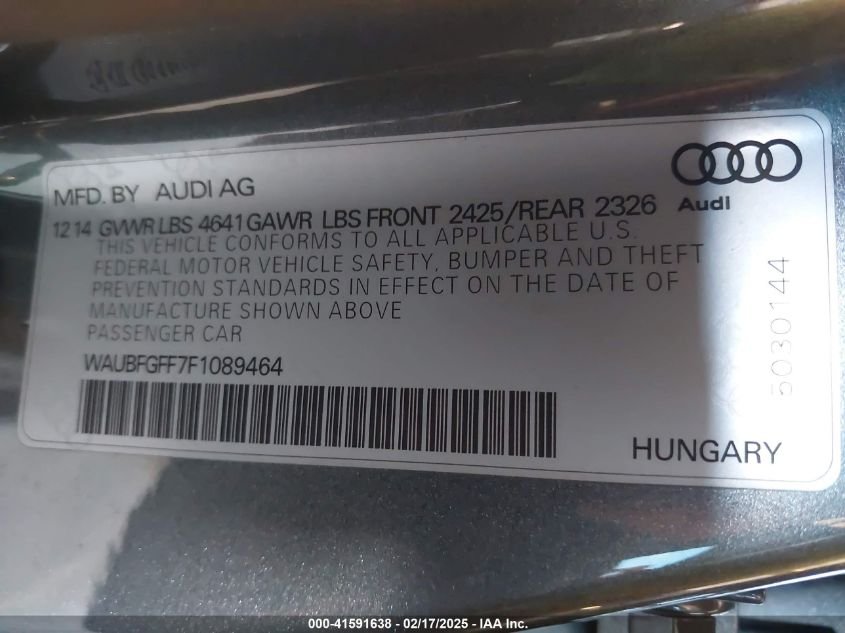 MFD. BY AUDI AG
Audi
12 14 GVWR LBS 4641 GAWR LBS FRONT 2425/REAR 2326
THIS VEHICLE CONFORMS TO ALL APPLICABLE U.S.
FEDERAL MOTOR VEHICLE SAFETY, BUMPER AND THEFT
PREVENTION STANDARDS IN EFFECT ON THE DATE OF
MANUFACTURE SHOWN ABOVE
PASSENGER CAR
WAUBFGFF7F1089464
5030144
HUNGARY
000-41591638 - 02/17/2025 - IAA Inc.